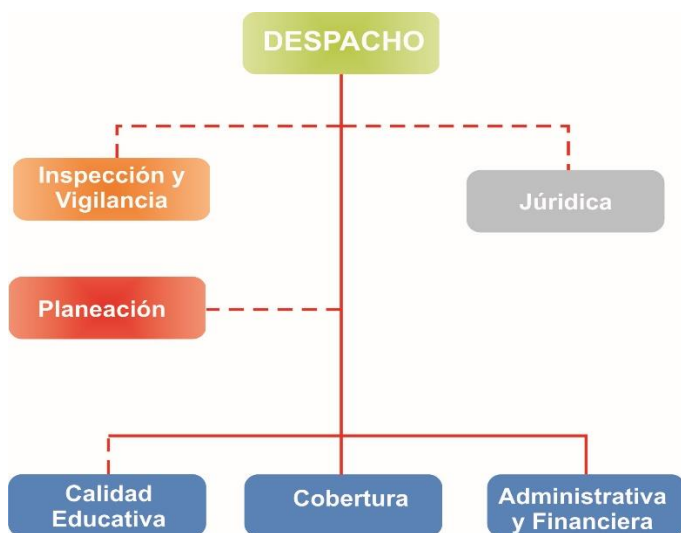 DESPACHO
Inspección y
Vigilancia
Júridica
Planeación
Calidad
Educativa
Cobertura
Administrativa
y Financiera